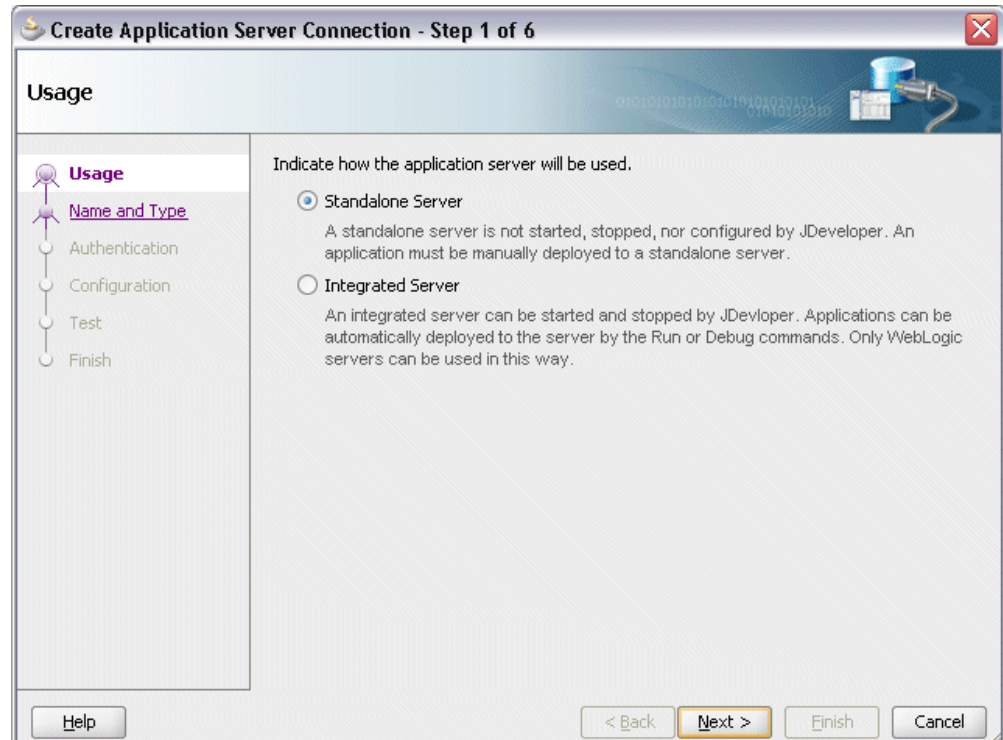 Create Application Server Connection - Step 1 of 6
Usage
Usage
Name and Type
Authentication
Configuration
Test
Finish
Indicate how the application server will be used.
Standalone Server
A standalone server is not started, stopped, nor configured by JDeveloper. An
application must be manually deployed to a standalone server.
Integrated Server
An integrated server can be started and stopped by JDevloper. Applications can be
automatically deployed to the server by the Run or Debug commands. Only WebLogic
servers can be used in this way.
Help
< Back
Next >
Finish
Cancel